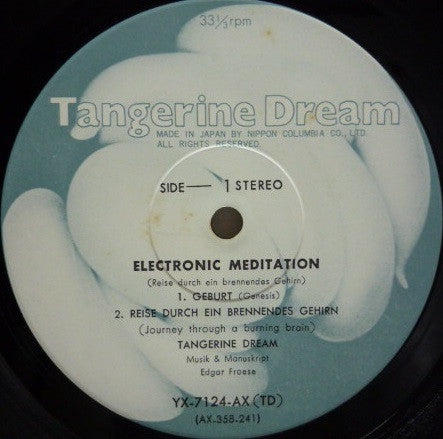 33⅓rpm
Tangerine Dream
MADE IN JAPAN BY NIPPON COLUMBIA CO., LTD.
ALL RIGHTS RESERVED.
SIDE — 1 STEREO
ELECTRONIC MEDITATION
(Reise durch ein brennendes Gehirn)
1. GEBURT (Genesis)
2. REISE DURCH EIN BRENNENDES GEHIRN
(Journey through a burning brain)
TANGERINE DREAM
Musik & Manuskript
Edgar Froese
YX-7124-AX (TD)
(AX-358-241)